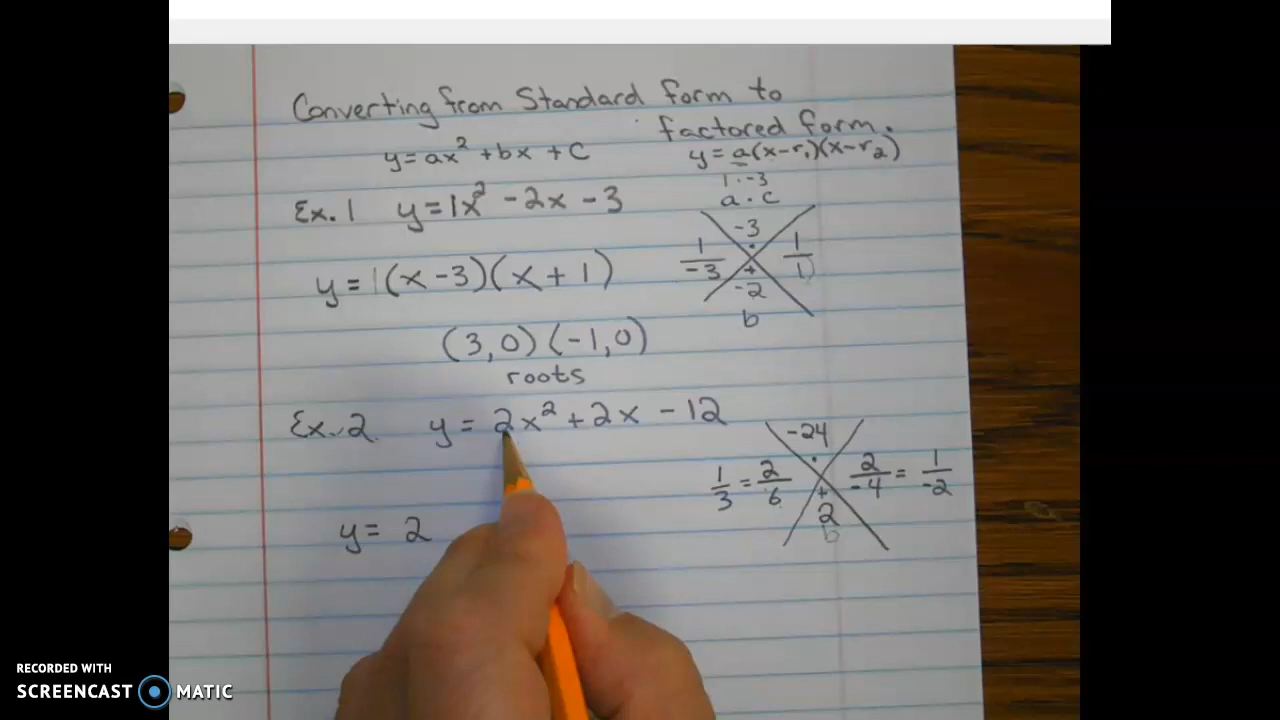 Converting from Standard form to
factored form.
y = ax² + bx + c
y = a(x-r₁)(x-r₂)
Ex. 1 y = 1x² - 2x - 3
1 · -3
a · c
-3
·
1/-3
1/1
+
-2
b
y = 1(x - 3)(x + 1)
(3,0) (-1,0)
roots
Ex. 2 y = 2x² + 2x - 12
-24
·
1/3 = 2/6
2/-4 = 1/-2
+
2
b
y = 2
RECORDED WITH
SCREENCAST MATIC